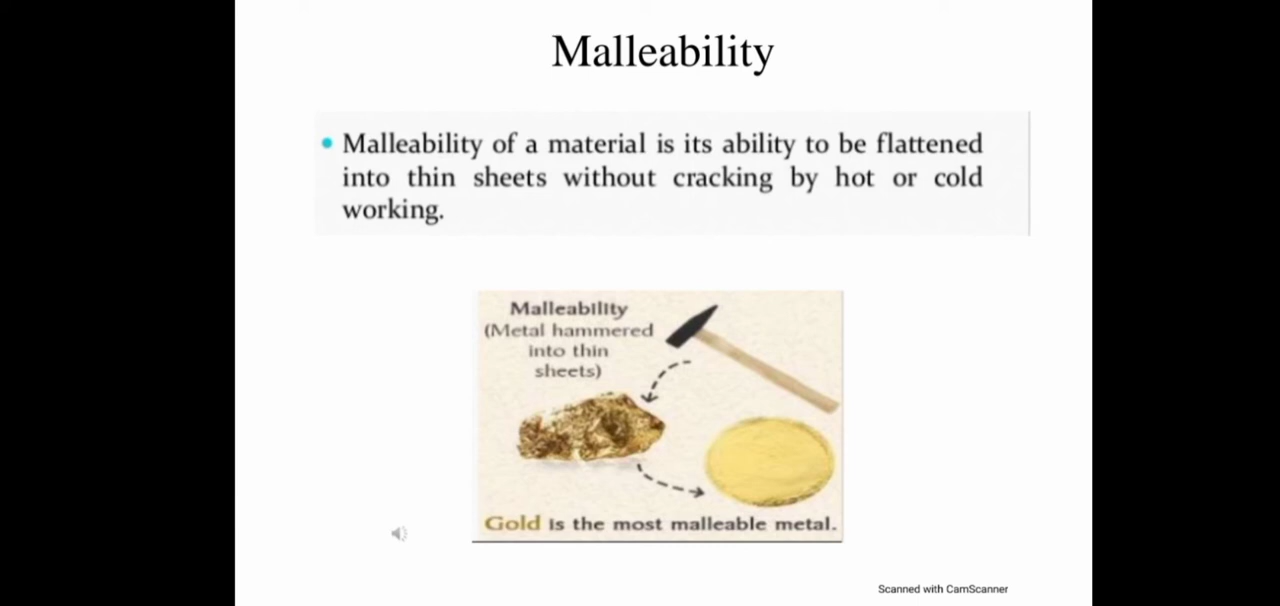 Malleability
• Malleability of a material is its ability to be flattened
into thin sheets without cracking by hot or cold
working.
Malleability
(Metal hammered
into thin
sheets)
Gold is the most malleable metal.
Scanned with CamScanner